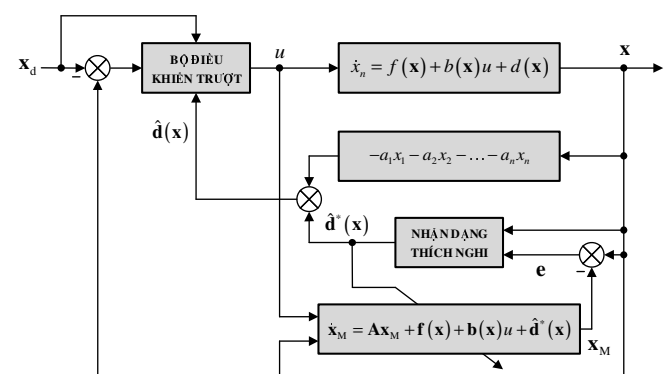 x_d
−
BỘ ĐIỀU
KHIỂN TRƯỢT
u
ẋ_n = f(x) + b(x)u + d(x)
x
d̂(x)
−a_1x_1 − a_2x_2 − … − a_nx_n
d̂*(x)
NHẬN DẠNG
THÍCH NGHI
e
−
ẋ_M = Ax_M + f(x) + b(x)u + d̂*(x)
x_M